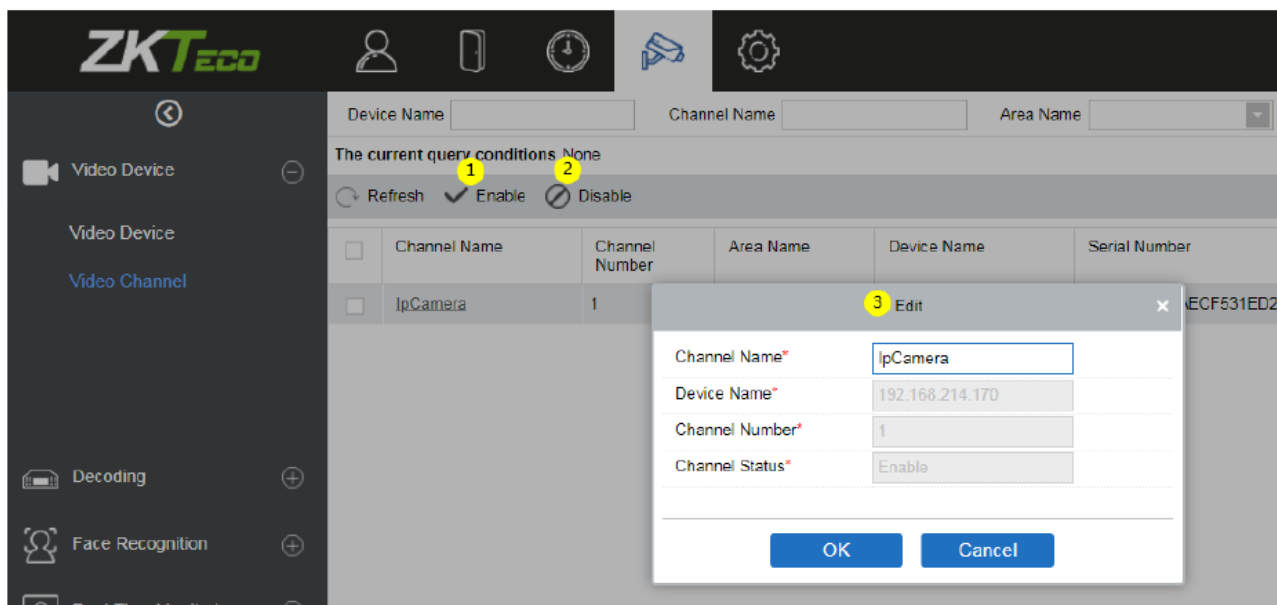 ZKTECO
Device Name Channel Name Area Name
The current query conditions None
1 2
Refresh Enable Disable
Video Device
Video Device
Video Channel
Decoding
Face Recognition
Channel Name Channel Number Area Name Device Name Serial Number
IpCamera 1 AECF531ED2
3 Edit ×
Channel Name* IpCamera
Device Name* 192.168.214.170
Channel Number* 1
Channel Status* Enable
OK Cancel